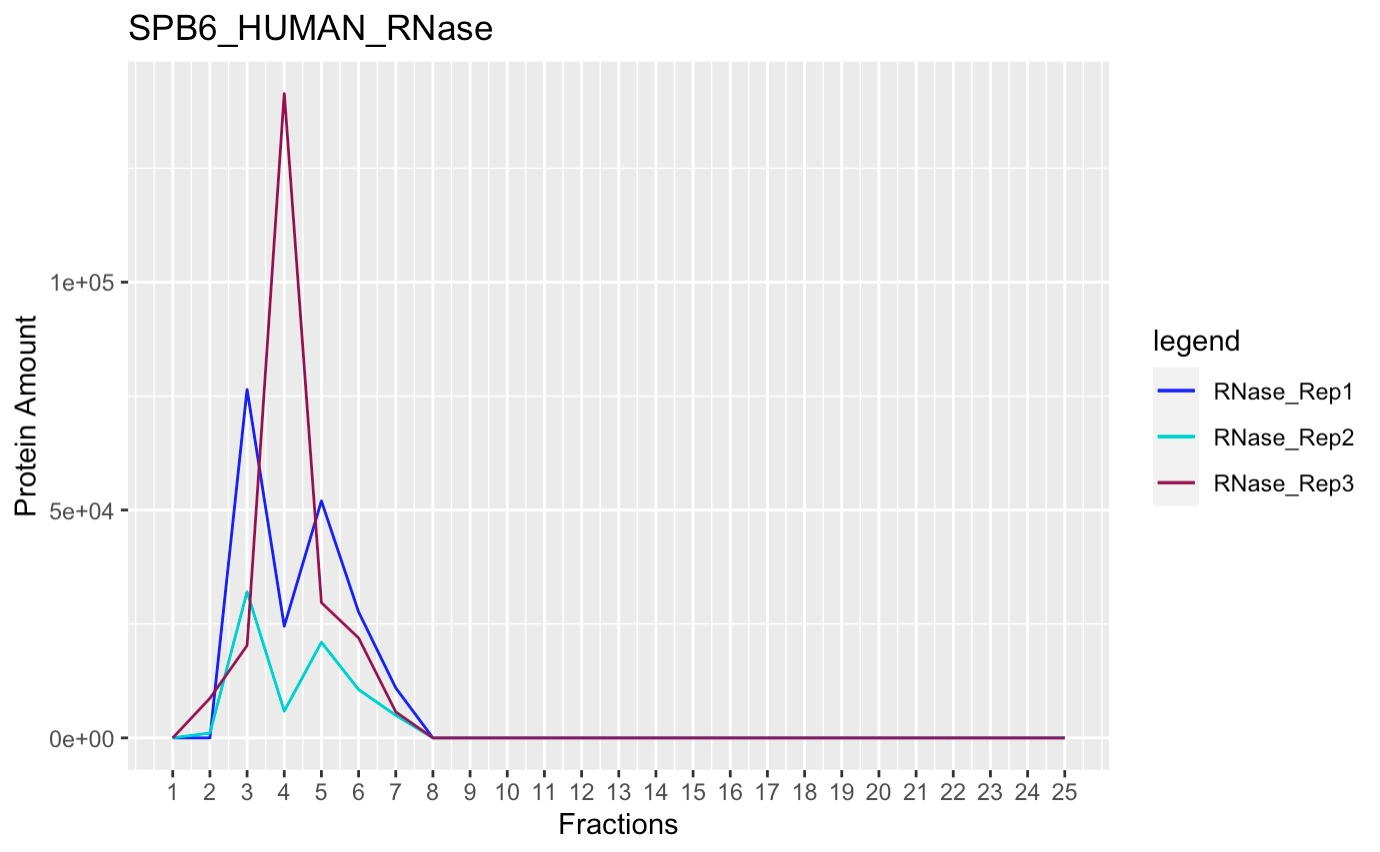 SPB6_HUMAN_RNase
Protein Amount
1e+05
5e+04
0e+00
1 2 3 4 5 6 7 8 9 10 11 12 13 14 15 16 17 18 19 20 21 22 23 24 25
Fractions
legend
RNase_Rep1
RNase_Rep2
RNase_Rep3